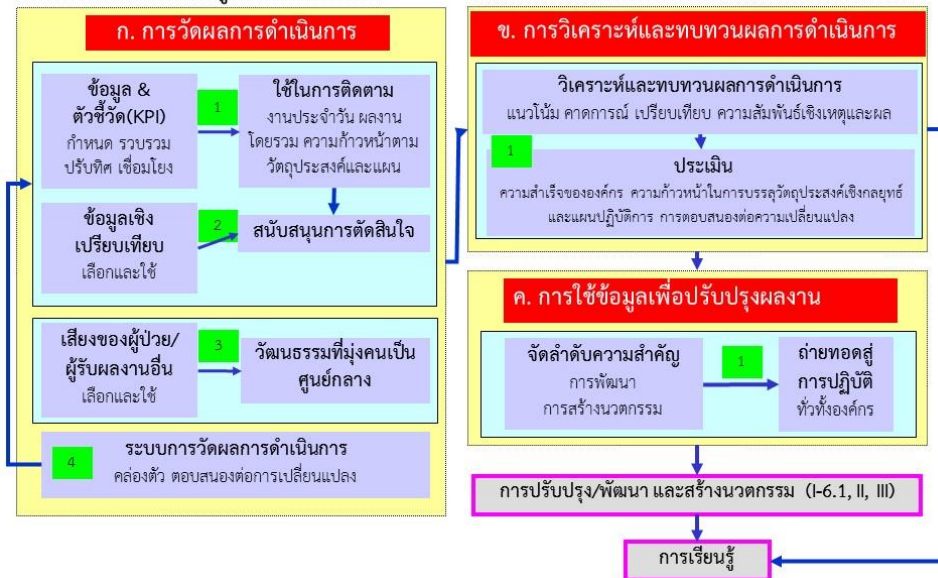 ก. การวัดผลการดำเนินการ
ข้อมูล &
ตัวชี้วัด(KPI)
กำหนด รวบรวม
ปรับทิศ เชื่อมโยง
1
ใช้ในการติดตาม
งานประจำวัน ผลงาน
โดยรวม ความก้าวหน้าตาม
วัตถุประสงค์และแผน
ข้อมูลเชิง
เปรียบเทียบ
เลือกและใช้
2
สนับสนุนการตัดสินใจ
เสียงของผู้ป่วย/
ผู้รับผลงานอื่น
เลือกและใช้
3
วัฒนธรรมที่มุ่งคนเป็น
ศูนย์กลาง
4
ระบบการวัดผลการดำเนินการ
คล่องตัว ตอบสนองต่อการเปลี่ยนแปลง
ข. การวิเคราะห์และทบทวนผลการดำเนินการ
วิเคราะห์และทบทวนผลการดำเนินการ
แนวโน้ม คาดการณ์ เปรียบเทียบ ความสัมพันธ์เชิงเหตุและผล
1
ประเมิน
ความสำเร็จขององค์กร ความก้าวหน้าในการบรรลุวัตถุประสงค์เชิงกลยุทธ์
และแผนปฏิบัติการ การตอบสนองต่อความเปลี่ยนแปลง
ค. การใช้ข้อมูลเพื่อปรับปรุงผลงาน
จัดลำดับความสำคัญ
การพัฒนา
การสร้างนวตกรรม
1
ถ่ายทอดสู่
การปฏิบัติ
ทั่วทั้งองค์กร
การปรับปรุง/พัฒนา และสร้างนวตกรรม (I-6.1, II, III)
การเรียนรู้